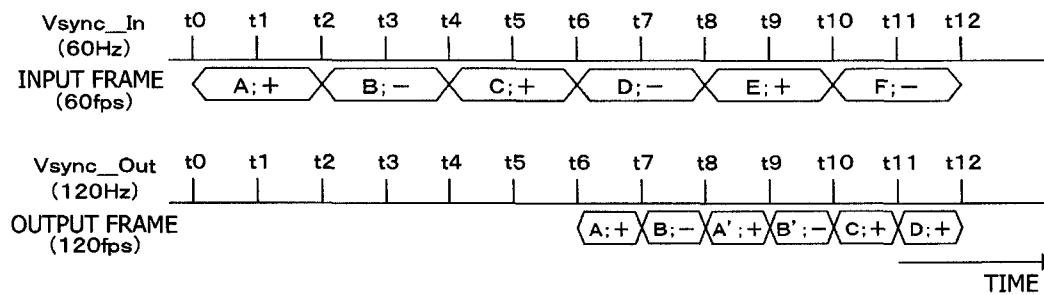 Vsync_In t0 t1 t2 t3 t4 t5 t6 t7 t8 t9 t10 t11 t12
(60Hz)
INPUT FRAME A;+ B;− C;+ D;− E;+ F;−
(60fps)
Vsync_Out t0 t1 t2 t3 t4 t5 t6 t7 t8 t9 t10 t11 t12
(120Hz)
OUTPUT FRAME A;+ B;− A';+ B';− C;+ D;+
(120fps)
TIME